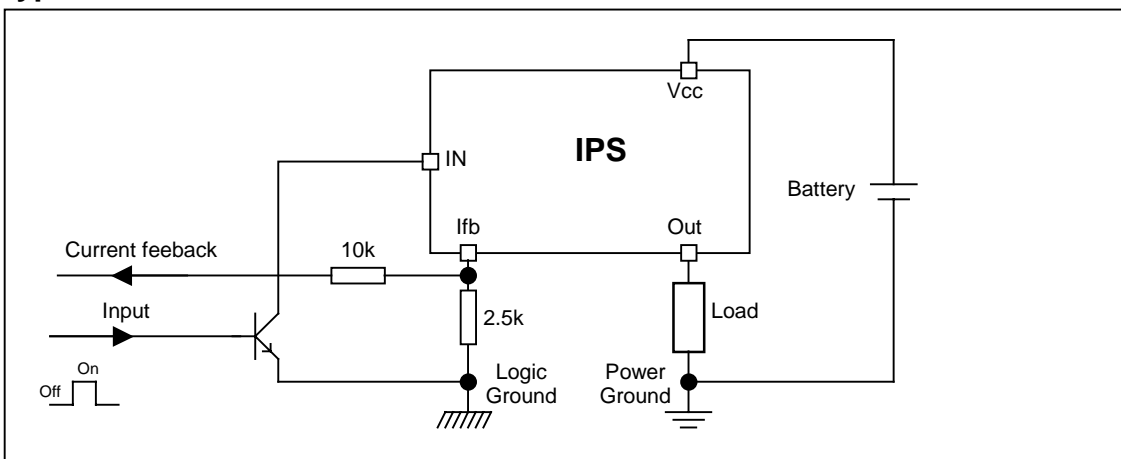 Vcc
IPS
IN
Battery
Ifb
Out
Current feeback
10k
Input
2.5k
Load
On
Off
Logic
Ground
Power
Ground